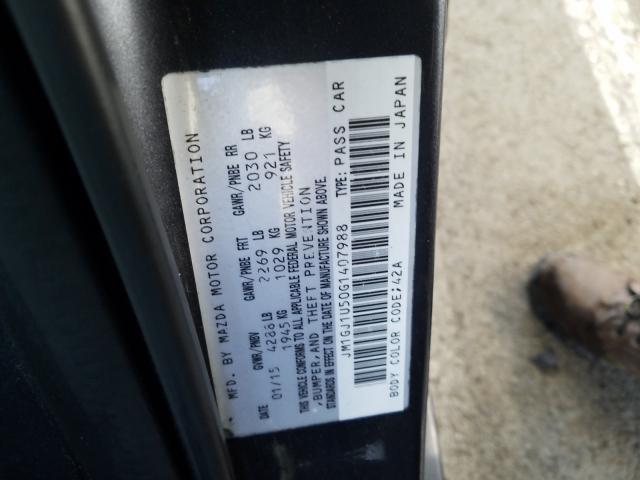 MFD. BY MAZDA MOTOR CORPORATION
DATE GVWR/PNBV GAWR/PNBE FRT GAWR/PNBE RR
01/15 4288 LB 2269 LB 2030 LB
1945 KG 1029 KG 921 KG
THIS VEHICLE CONFORMS TO ALL APPLICABLE FEDERAL MOTOR VEHICLE SAFETY
,BUMPER,AND THEFT PREVENTION
STANDARDS IN EFFECT ON THE DATE OF MANUFACTURE SHOWN ABOVE.
JM1GJ1U50G1407988 TYPE: PASS CAR
BODY COLOR CODE;42A MADE IN JAPAN